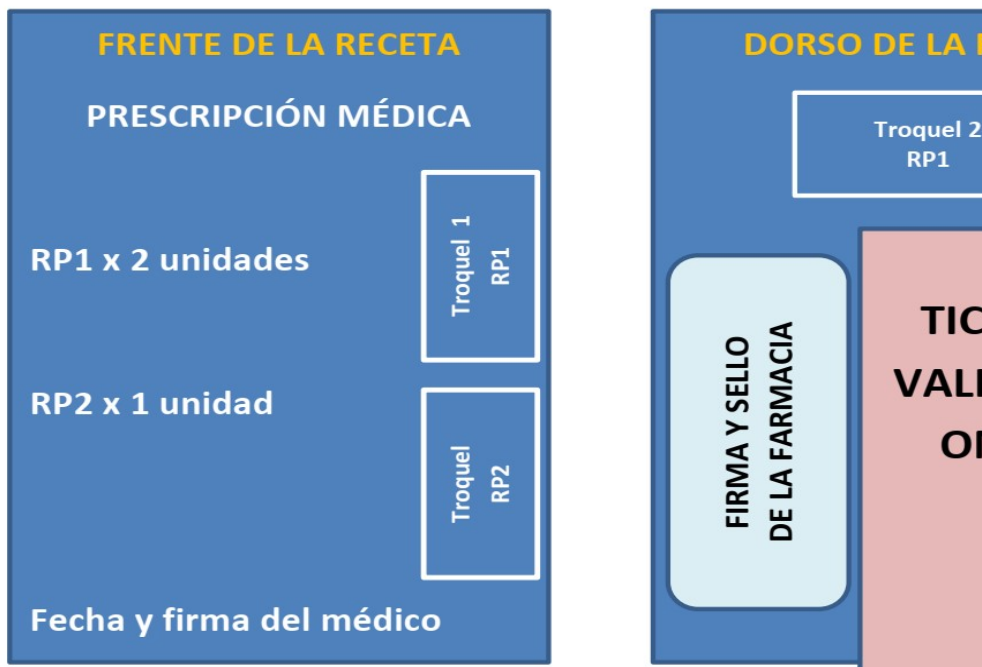 FRENTE DE LA RECETA
PRESCRIPCIÓN MÉDICA
RP1 x 2 unidades
Troquel 1
RP1
RP2 x 1 unidad
Troquel
RP2
Fecha y firma del médico
DORSO DE LA
Troquel 2
RP1
FIRMA Y SELLO
DE LA FARMACIA